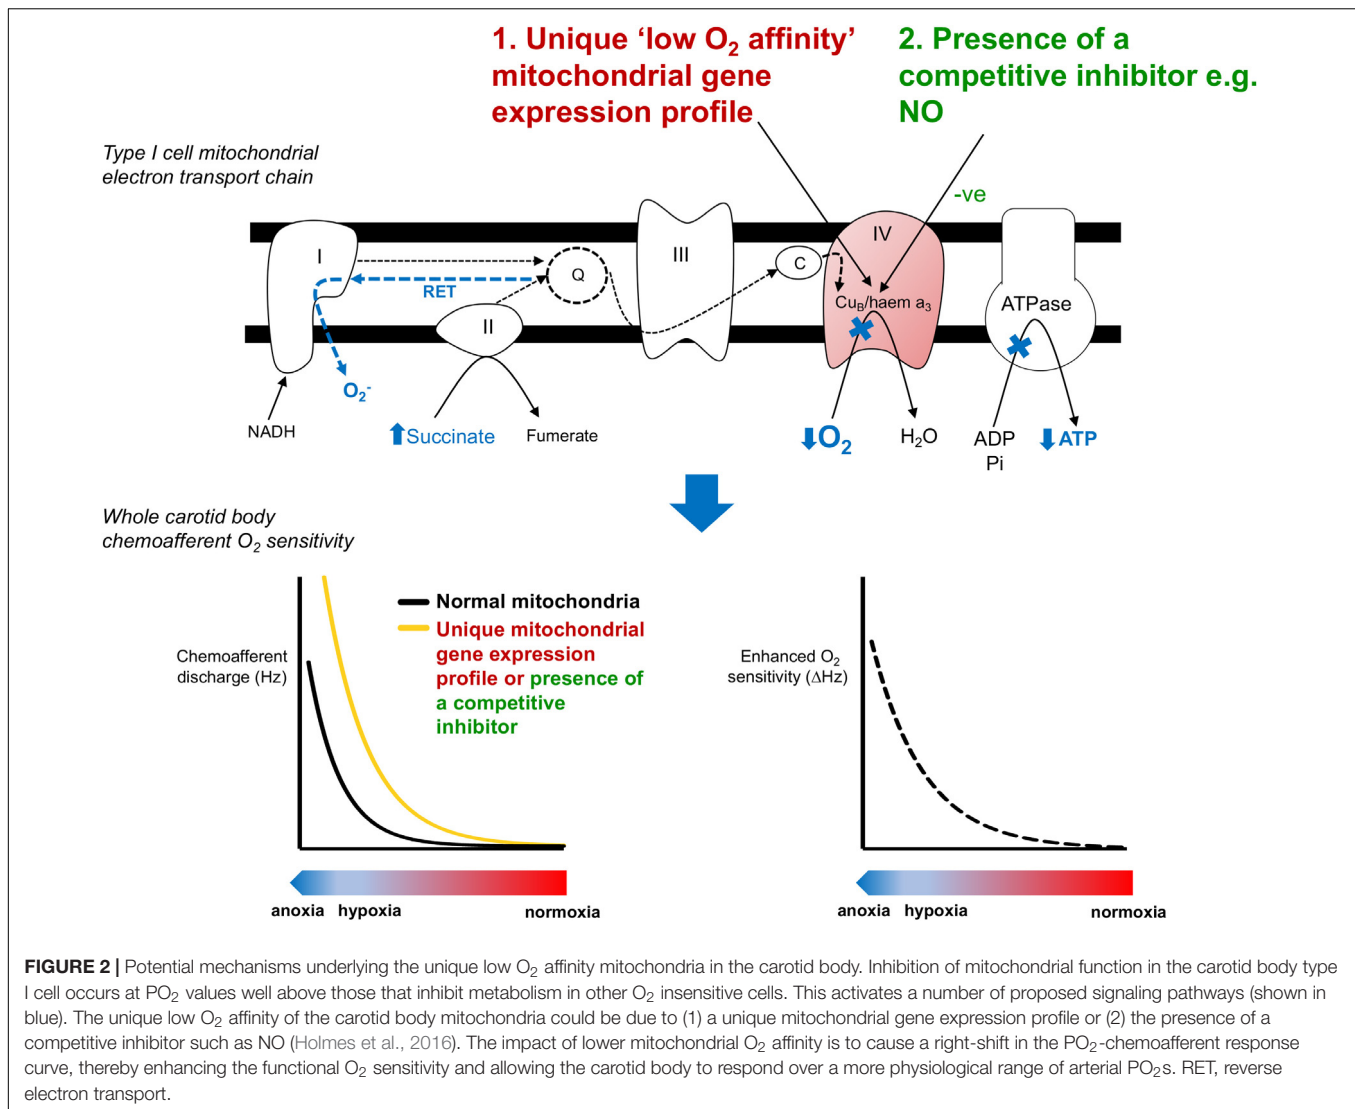 1. Unique ‘low O₂ affinity’
mitochondrial gene
expression profile
2. Presence of a
competitive inhibitor e.g.
NO
Type I cell mitochondrial
electron transport chain
-ve
I
Q
III
C
IV
RET
II
Cu_B/haem a₃
ATPase
O₂⁻
NADH
Succinate
Fumerate
O₂
H₂O
ADP
Pi
ATP
Whole carotid body
chemoafferent O₂ sensitivity
Chemoafferent
discharge (Hz)
Normal mitochondria
Unique mitochondrial
gene expression
profile or presence of
a competitive
inhibitor
anoxia hypoxia normoxia
Enhanced O₂
sensitivity (ΔHz)
anoxia hypoxia normoxia
FIGURE 2 | Potential mechanisms underlying the unique low O₂ affinity mitochondria in the carotid body. Inhibition of mitochondrial function in the carotid body type
I cell occurs at PO₂ values well above those that inhibit metabolism in other O₂ insensitive cells. This activates a number of proposed signaling pathways (shown in
blue). The unique low O₂ affinity of the carotid body mitochondria could be due to (1) a unique mitochondrial gene expression profile or (2) the presence of a
competitive inhibitor such as NO (Holmes et al., 2016). The impact of lower mitochondrial O₂ affinity is to cause a right-shift in the PO₂-chemoafferent response
curve, thereby enhancing the functional O₂ sensitivity and allowing the carotid body to respond over a more physiological range of arterial PO₂s. RET, reverse
electron transport.